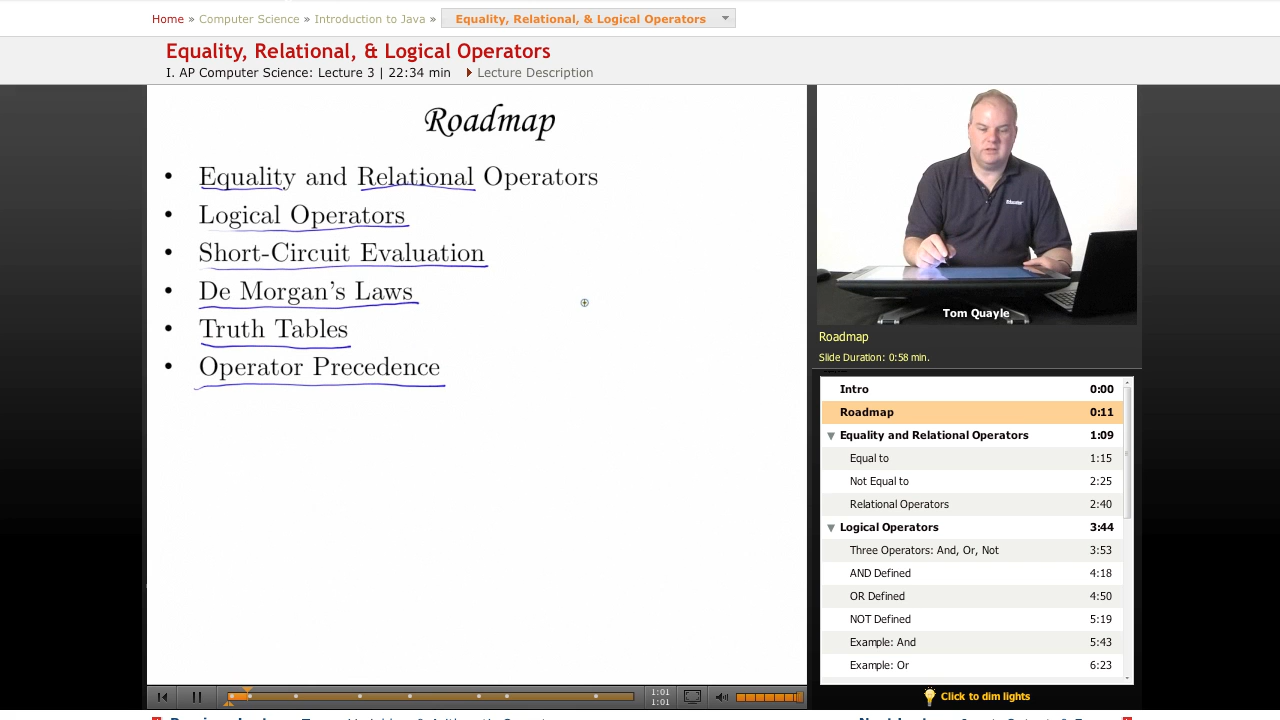 Home » Computer Science » Introduction to Java » Equality, Relational, & Logical Operators
Equality, Relational, & Logical Operators
I. AP Computer Science: Lecture 3 | 22:34 min Lecture Description
Roadmap
• Equality and Relational Operators
• Logical Operators
• Short-Circuit Evaluation
• De Morgan's Laws
• Truth Tables
• Operator Precedence
Educator
Tom Quayle
Roadmap
Slide Duration: 0:58 min.
Intro 0:00
Roadmap 0:11
Equality and Relational Operators 1:09
Equal to 1:15
Not Equal to 2:25
Relational Operators 2:40
Logical Operators 3:44
Three Operators: And, Or, Not 3:53
AND Defined 4:18
OR Defined 4:50
NOT Defined 5:19
Example: And 5:43
Example: Or 6:23
1:01
1:01
Click to dim lights